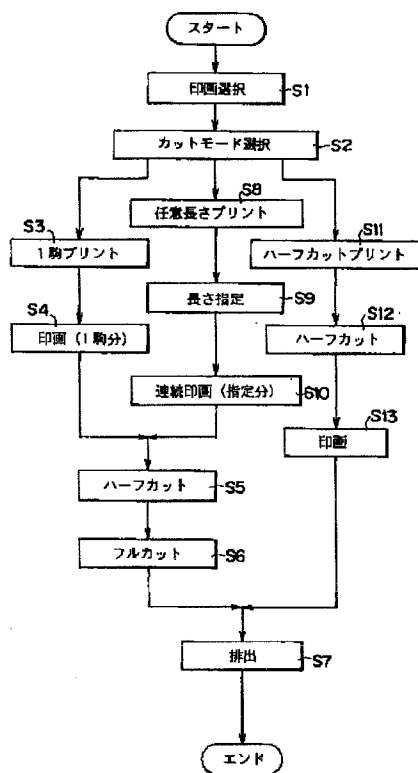 スタート
印画選択
S1
カットモード選択
S2
S3
1駒プリント
S8
任意長さプリント
S11
ハーフカットプリント
S4
印画(1駒分)
長さ指定
S9
S12
ハーフカット
連続印画(指定分)
S10
S13
印画
ハーフカット
S5
フルカット
S6
排出
S7
エンド